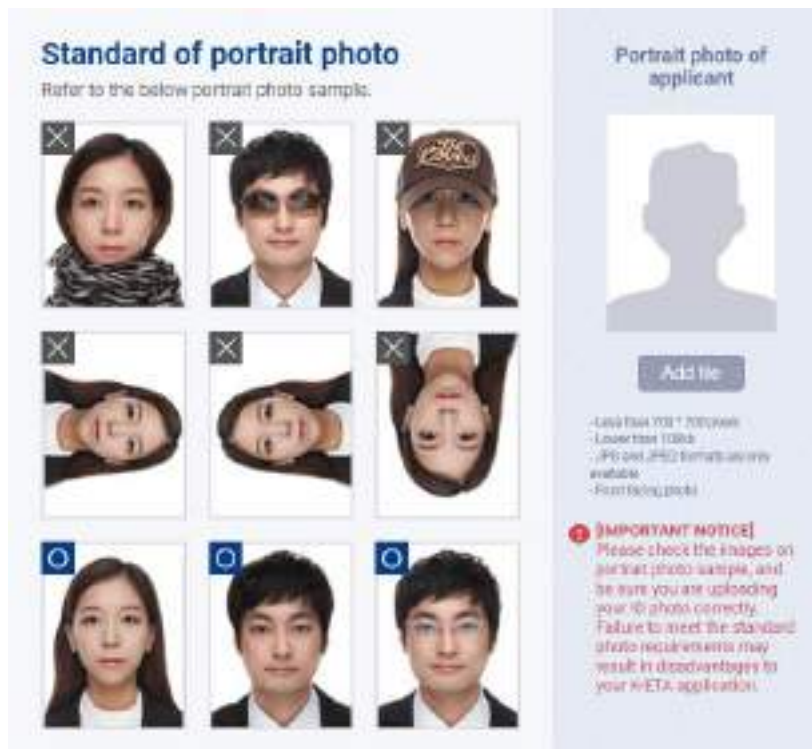 Standard of portrait photo
Refer to the below portrait photo sample.
Portrait photo of
applicant
Add file
-Less than 700 * 700 pixels
-Lower than 100kb
-JPG and JPEG formats are only
available
-Front facing photo
[IMPORTANT NOTICE]
Please check the images on
portrait photo sample, and
be sure you are uploading
your ID photo correctly.
Failure to meet the standard
photo requirements may
result in disadvantages to
your K-ETA application.